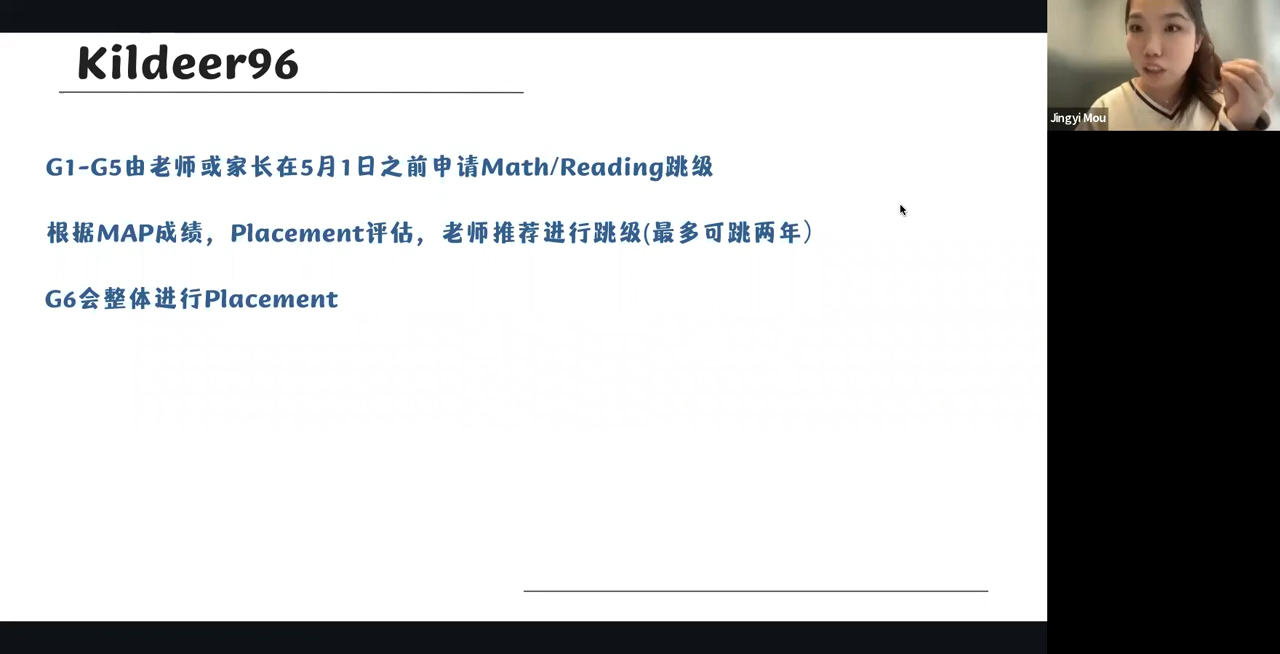 Kildeer96
G1-G5由老师或家长在5月1日之前申请Math/Reading跳级
根据MAP成绩，Placement评估，老师推荐进行跳级(最多可跳两年）
G6会整体进行Placement
Jingyi Mou